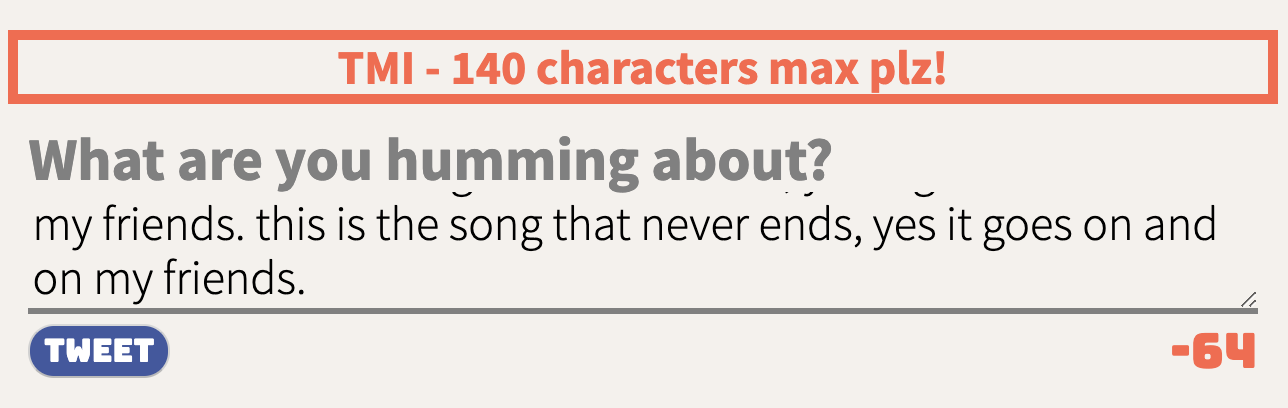 TMI - 140 characters max plz!
What are you humming about?
my friends. this is the song that never ends, yes it goes on and
on my friends.
TWEET
-64